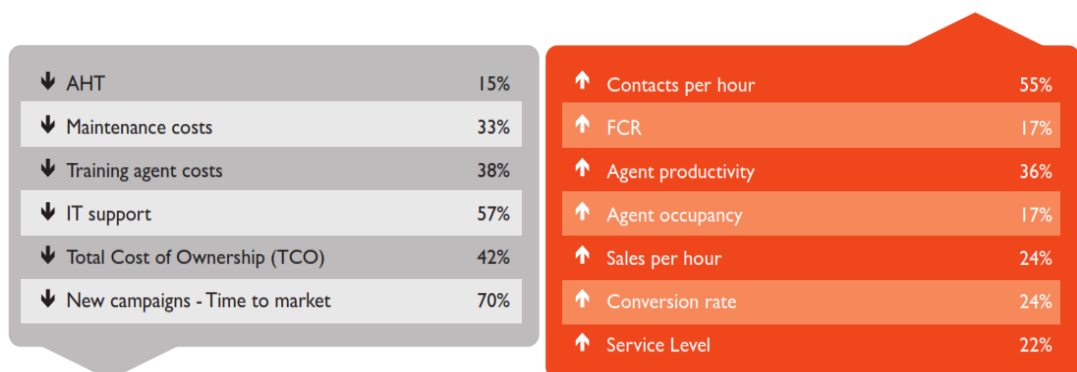 AHT 15%
Maintenance costs 33%
Training agent costs 38%
IT support 57%
Total Cost of Ownership (TCO) 42%
New campaigns - Time to market 70%
Contacts per hour 55%
FCR 17%
Agent productivity 36%
Agent occupancy 17%
Sales per hour 24%
Conversion rate 24%
Service Level 22%